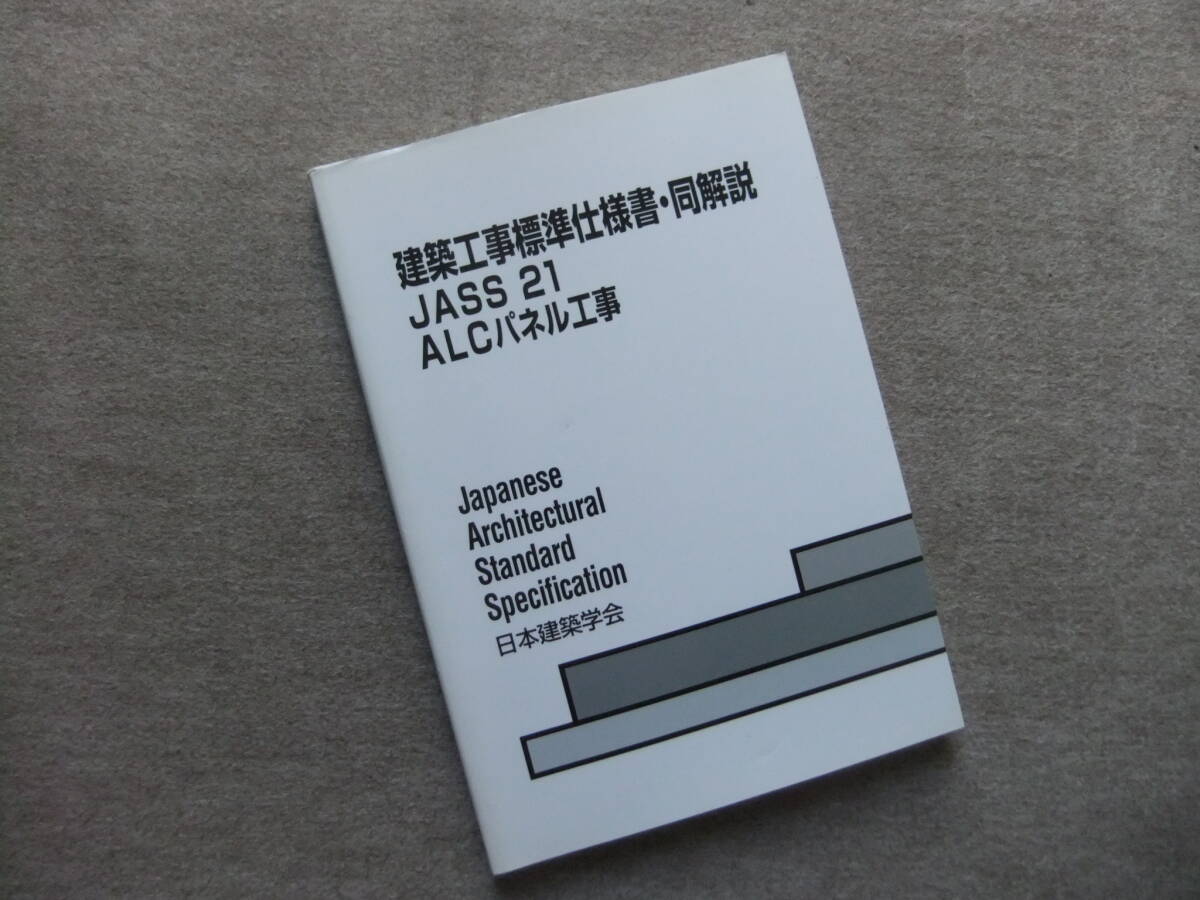 建築工事標準仕様書・同解説
JASS 21
ALCパネル工事
Japanese
Architectural
Standard
Specification
日本建築学会